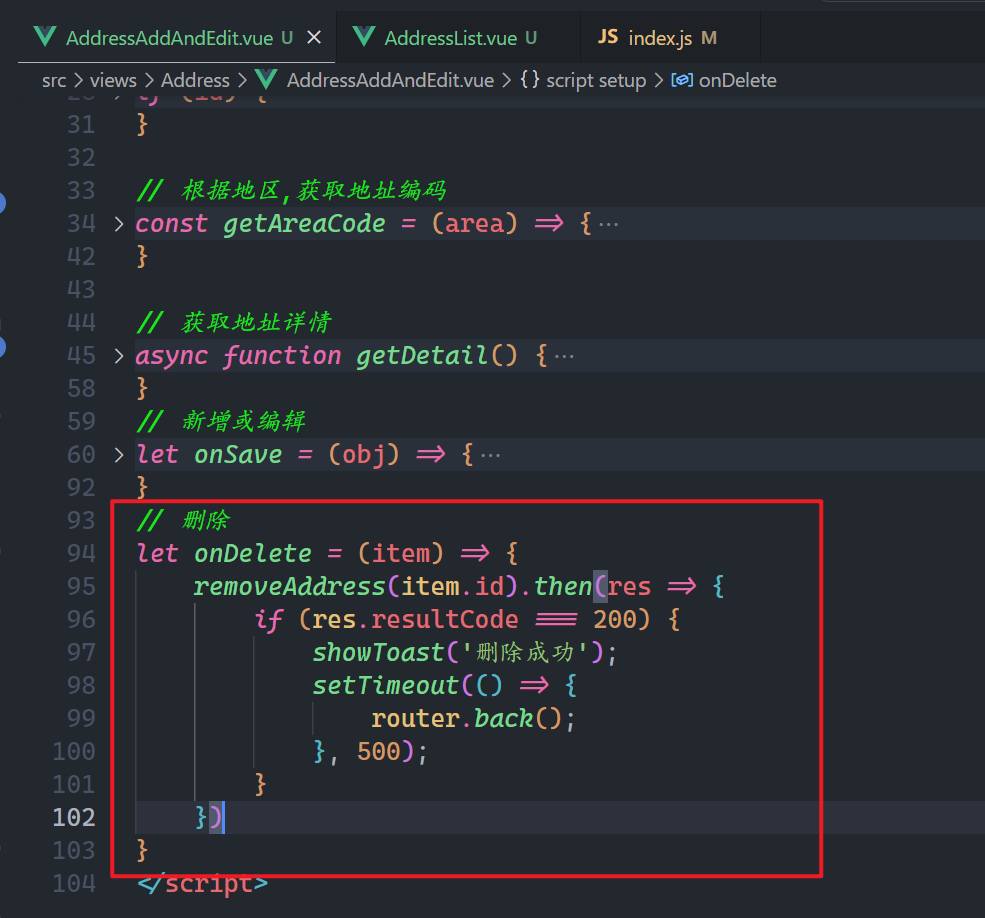 AddressAddAndEdit.vue U
AddressList.vue U
JS index.js M
src > views > Address > AddressAddAndEdit.vue > {} script setup > onDelete
31 }
32
33 // 根据地区,获取地址编码
34 const getAreaCode = (area) => {···
42 }
43
44 // 获取地址详情
45 async function getDetail() {···
58 }
59 // 新增或编辑
60 let onSave = (obj) => {···
92 }
93 // 删除
94 let onDelete = (item) => {
95 removeAddress(item.id).then(res => {
96 if (res.resultCode === 200) {
97 showToast('删除成功');
98 setTimeout(() => {
99 router.back();
100 }, 500);
101 }
102 })
103 }
104 </script>